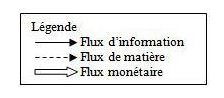 Légende
Flux d'information
Flux de matière
Flux monétaire